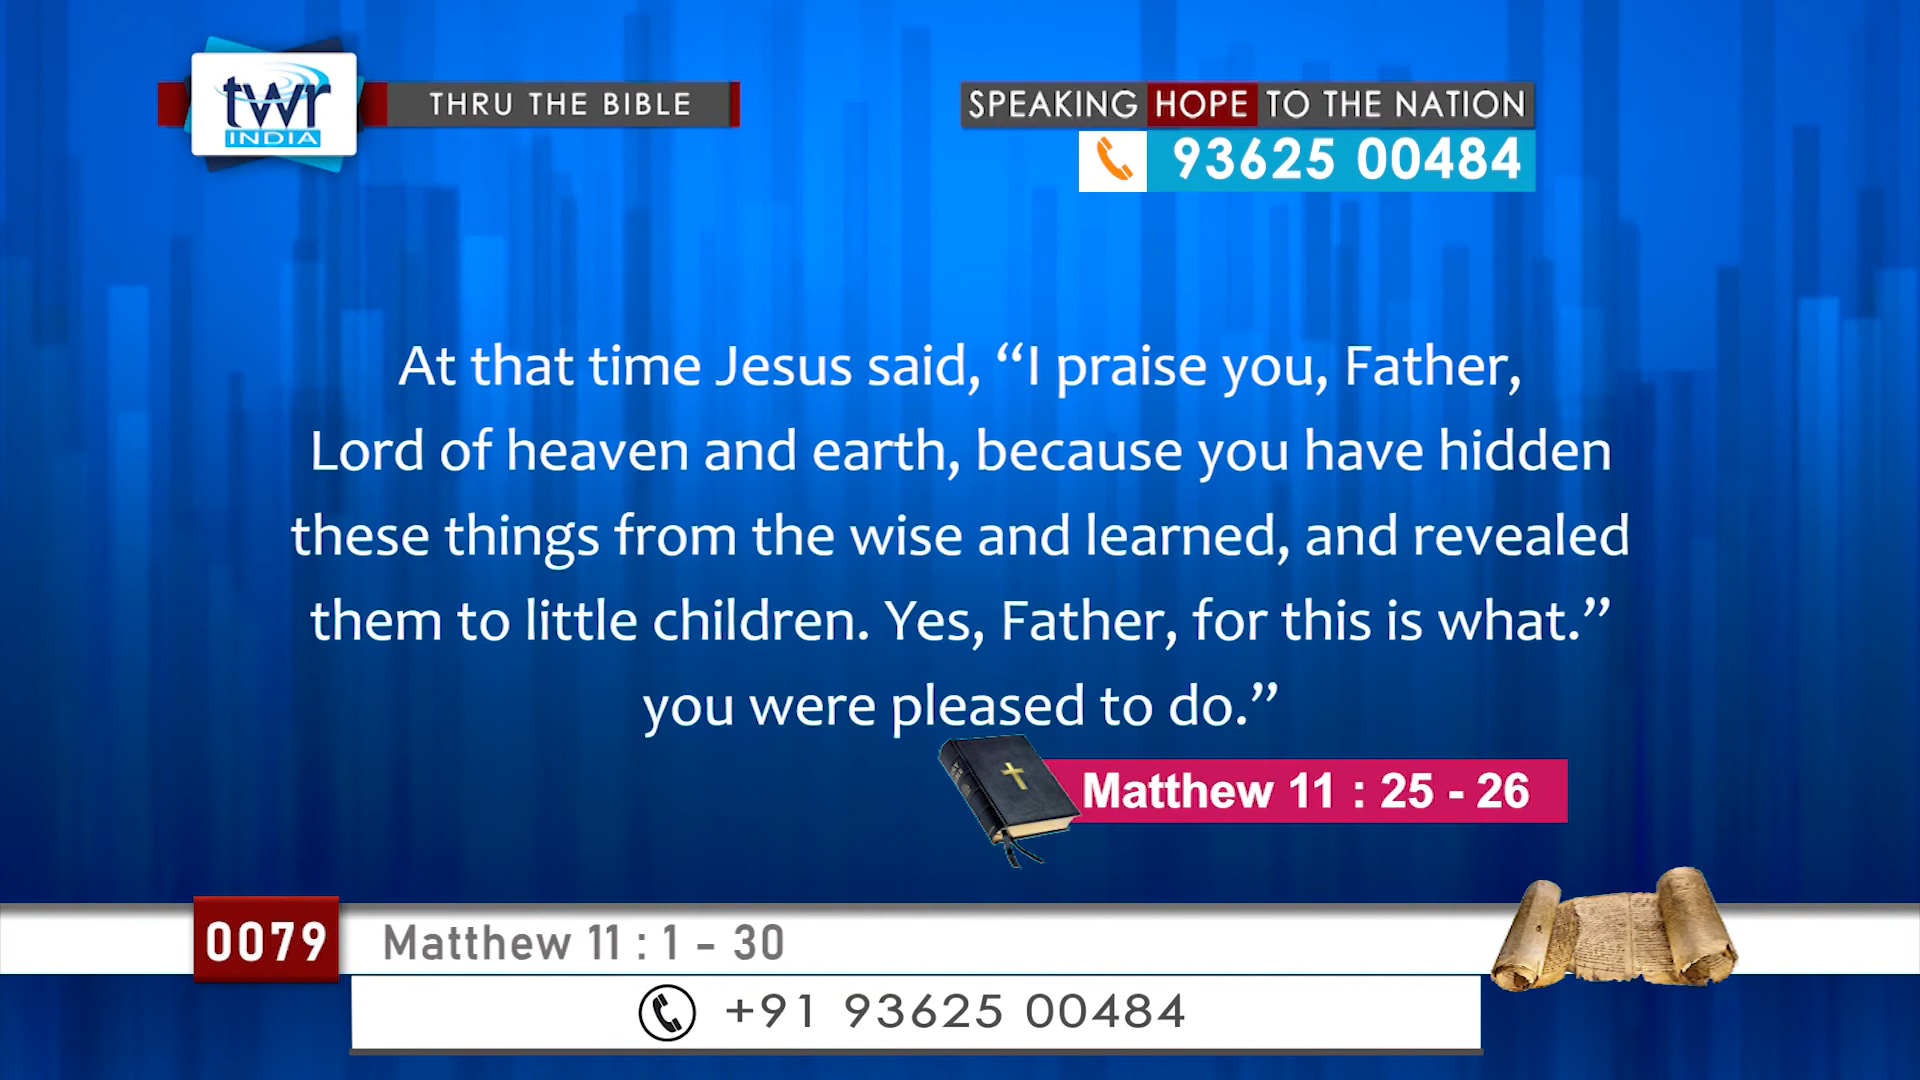 twr
INDIA
THRU THE BIBLE
SPEAKING HOPE TO THE NATION
93625 00484
At that time Jesus said, “I praise you, Father,
Lord of heaven and earth, because you have hidden
these things from the wise and learned, and revealed
them to little children. Yes, Father, for this is what.”
you were pleased to do.”
Matthew 11 : 25 - 26
0079
Matthew 11 : 1 - 30
+91 93625 00484